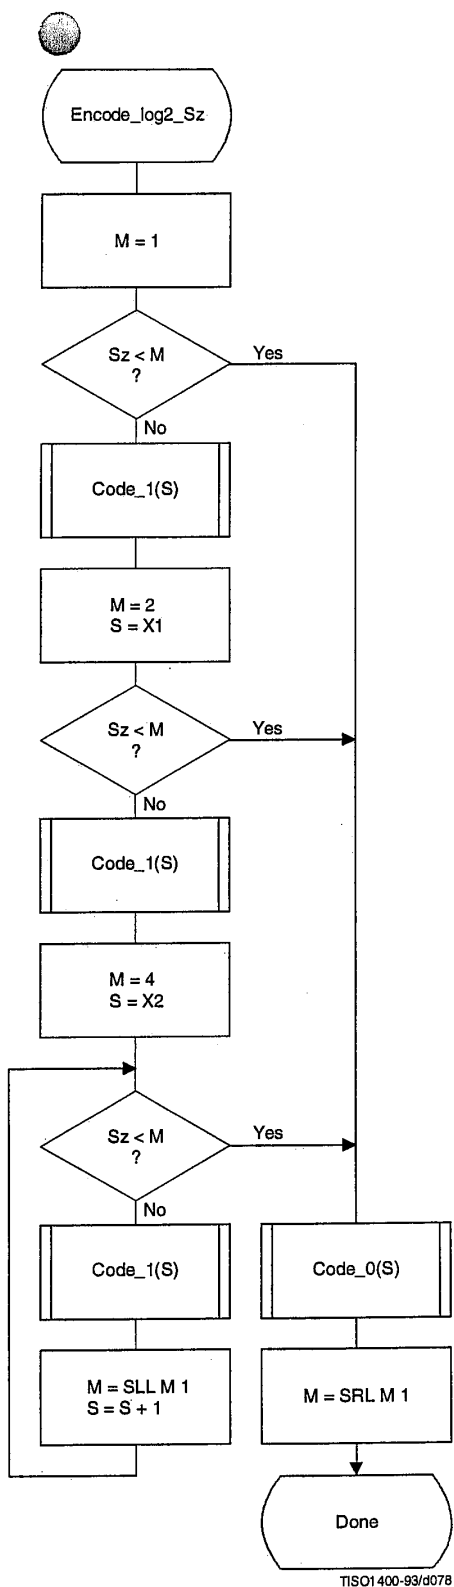 Encode_log2_Sz
M = 1
Sz < M
?
Yes
No
Code_1(S)
M = 2
S = X1
Sz < M
?
Yes
No
Code_1(S)
M = 4
S = X2
Sz < M
?
Yes
No
Code_1(S)
Code_0(S)
M = SLL M 1
S = S + 1
M = SRL M 1
Done
TISO1400-93/d078